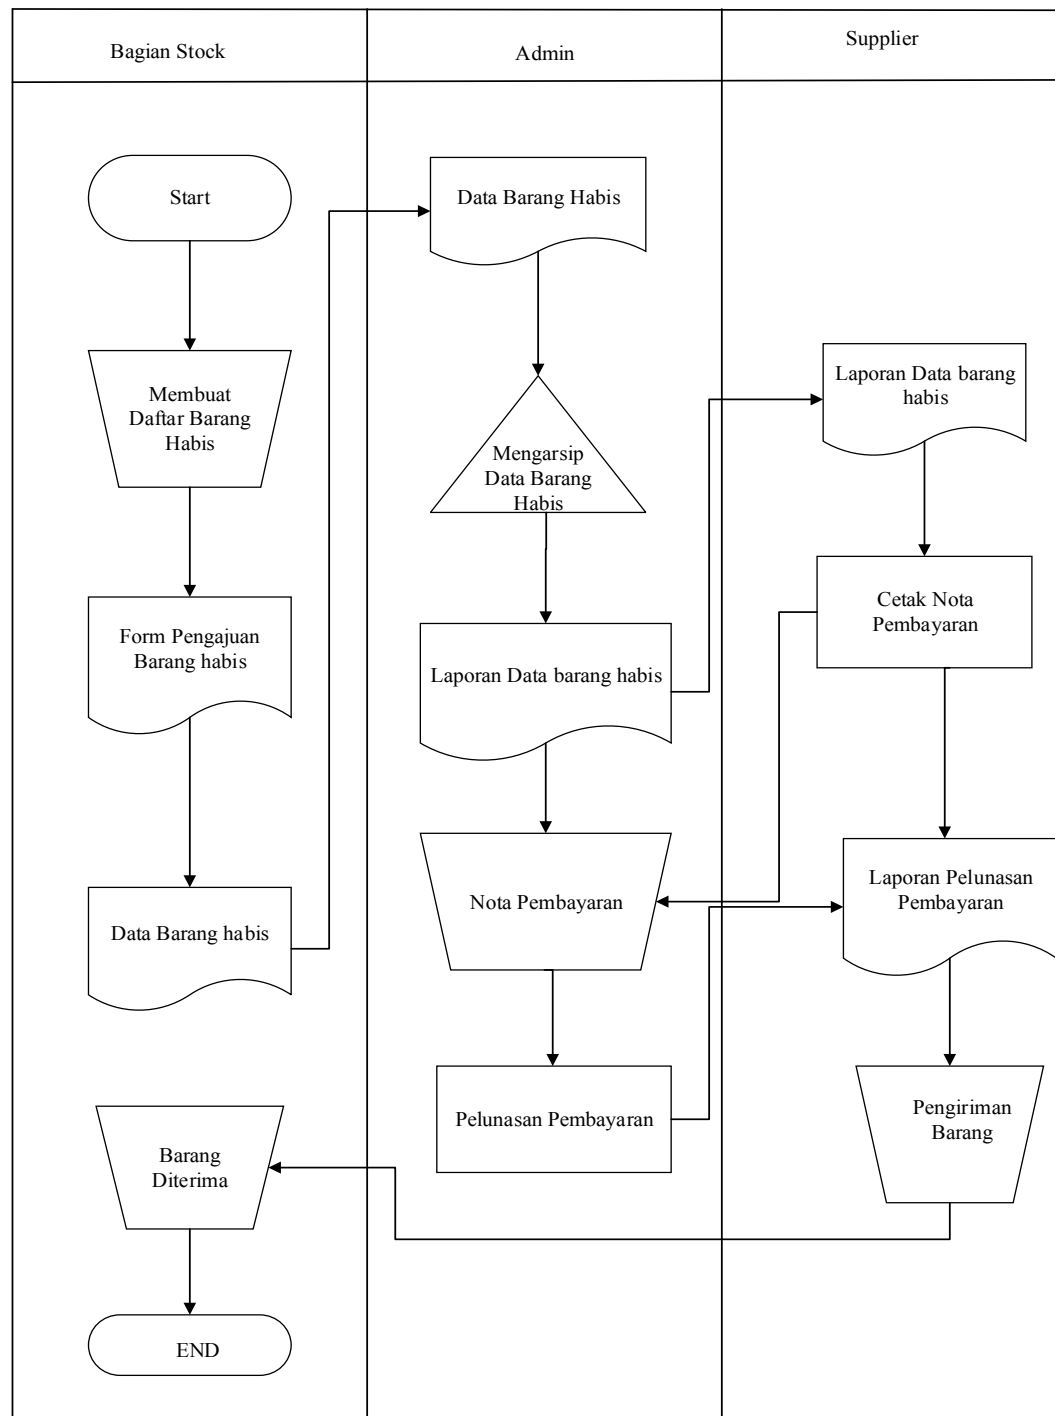 Bagian Stock
Admin
Supplier
Start
Membuat
Daftar Barang
Habis
Form Pengajuan
Barang habis
Data Barang habis
Barang
Diterima
END
Data Barang Habis
Mengarsip
Data Barang
Habis
Laporan Data barang habis
Nota Pembayaran
Pelunasan Pembayaran
Laporan Data barang
habis
Cetak Nota
Pembayaran
Laporan Pelunasan
Pembayaran
Pengiriman
Barang